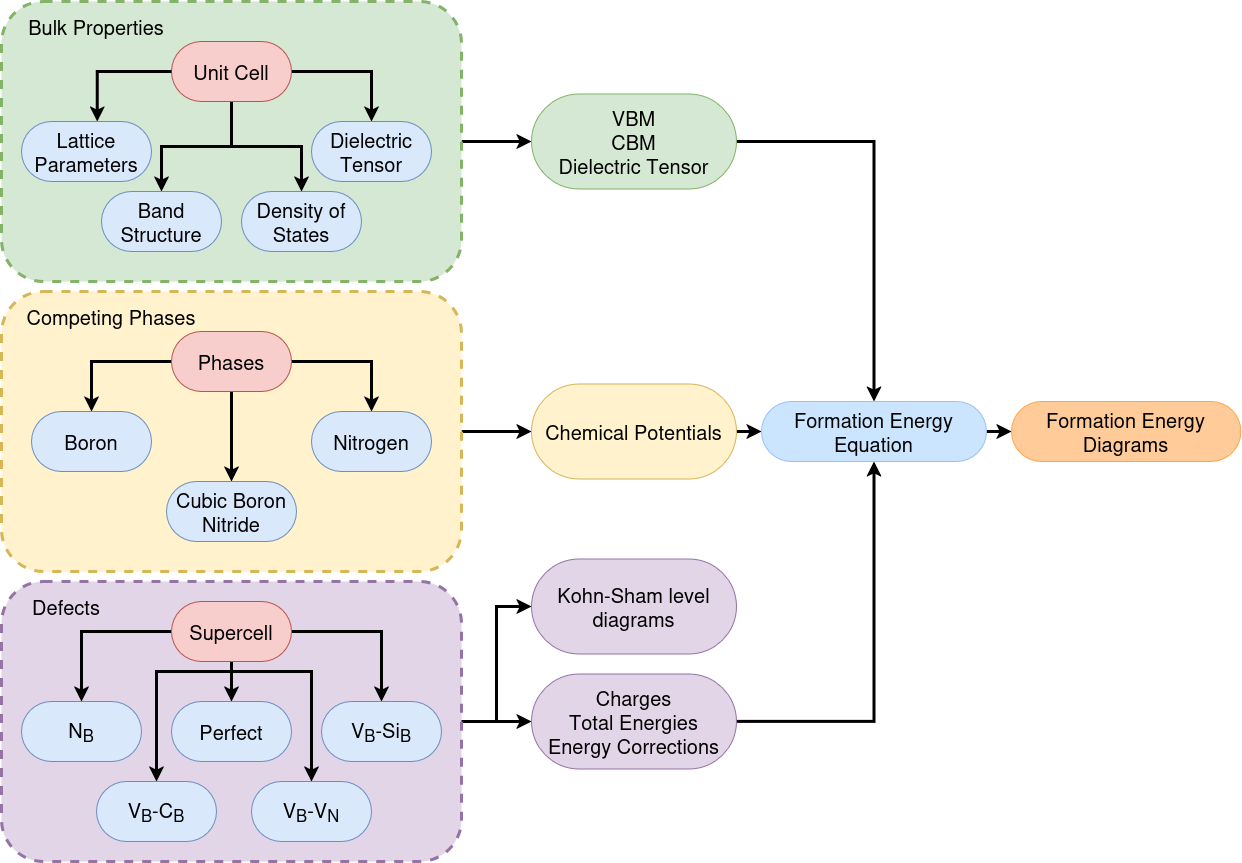 Bulk Properties
Unit Cell
Lattice
Parameters
Dielectric
Tensor
Band
Structure
Density of
States
VBM
CBM
Dielectric Tensor
Competing Phases
Phases
Boron
Nitrogen
Cubic Boron
Nitride
Chemical Potentials
Formation Energy
Equation
Formation Energy
Diagrams
Defects
Supercell
N_B
Perfect
V_B-Si_B
V_B-C_B
V_B-V_N
Kohn-Sham level
diagrams
Charges
Total Energies
Energy Corrections